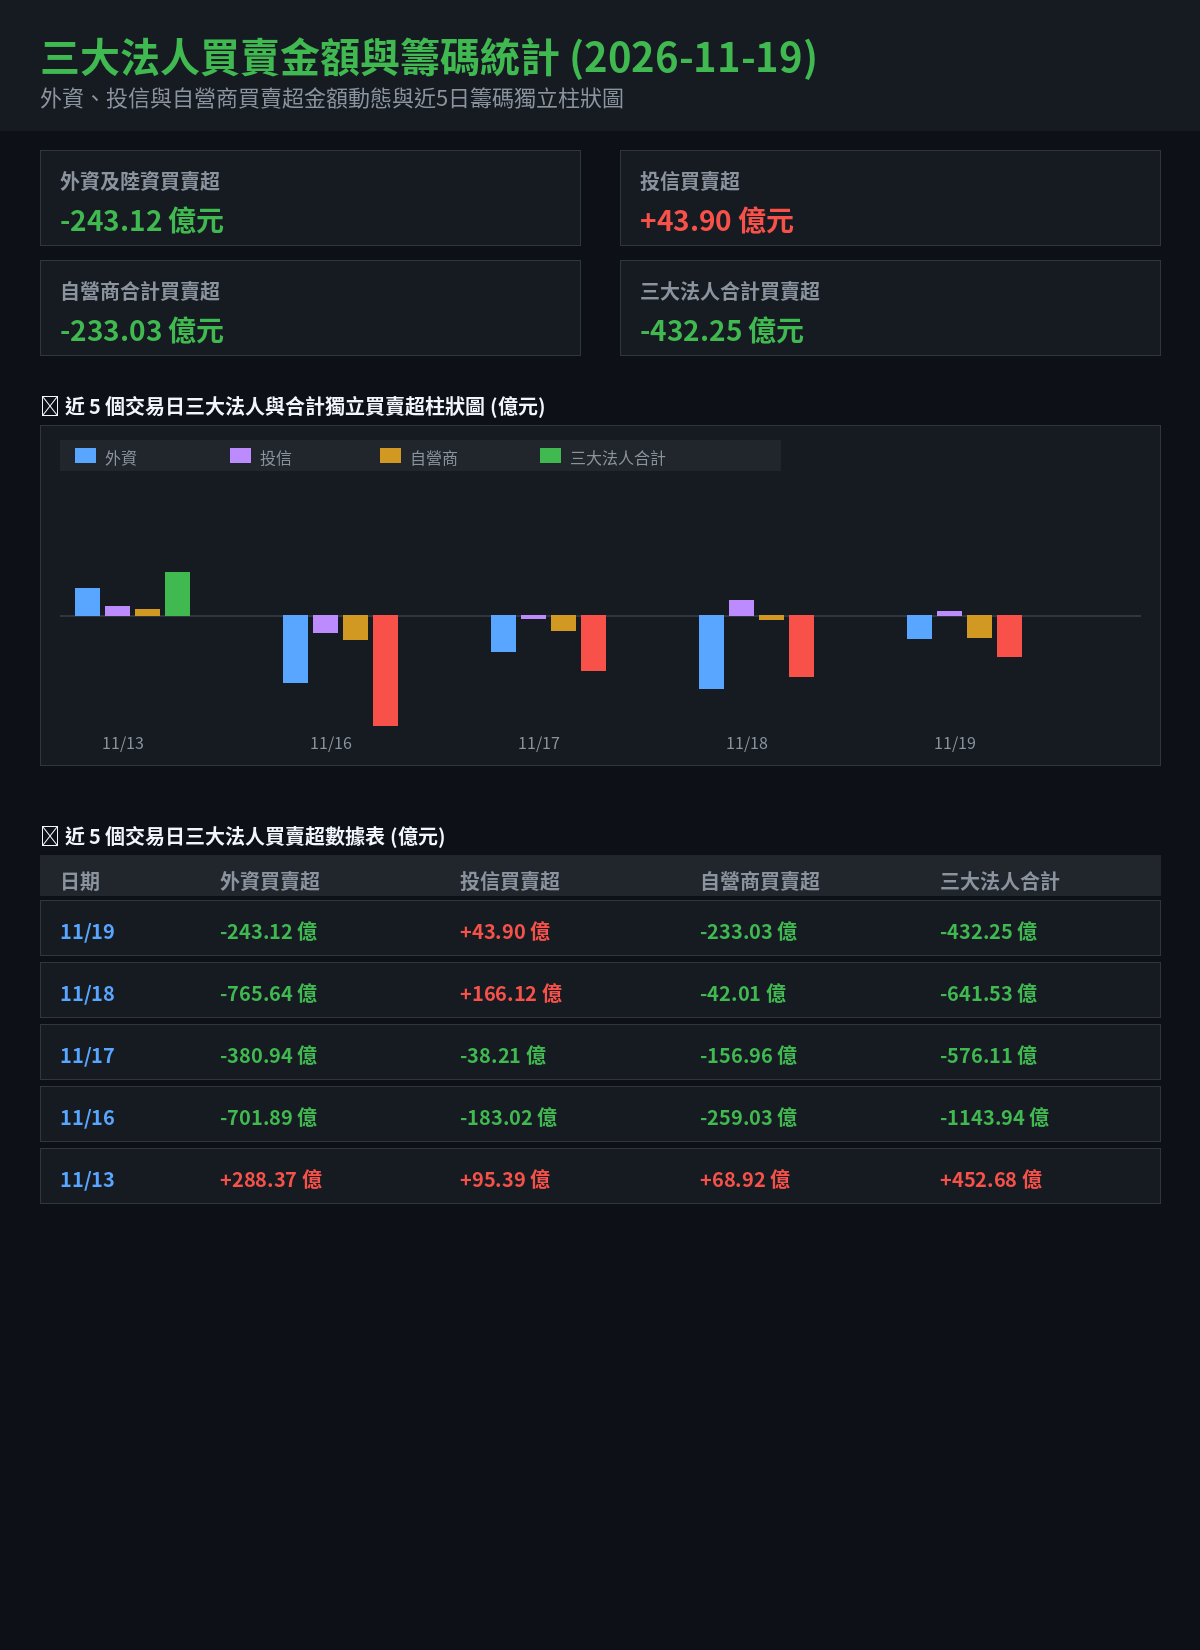 三大法人買賣金額與籌碼統計 (2026-11-19)
外資、投信與自營商買賣超金額動態與近5日籌碼獨立柱狀圖
外資及陸資買賣超
-243.12 億元
投信買賣超
+43.90 億元
自營商合計買賣超
-233.03 億元
三大法人合計買賣超
-432.25 億元
近 5 個交易日三大法人與合計獨立買賣超柱狀圖 (億元)
外資 投信 自營商 三大法人合計
11/13 11/16 11/17 11/18 11/19
近 5 個交易日三大法人買賣超數據表 (億元)
日期 外資買賣超 投信買賣超 自營商買賣超 三大法人合計
11/19 -243.12 億 +43.90 億 -233.03 億 -432.25 億
11/18 -765.64 億 +166.12 億 -42.01 億 -641.53 億
11/17 -380.94 億 -38.21 億 -156.96 億 -576.11 億
11/16 -701.89 億 -183.02 億 -259.03 億 -1143.94 億
11/13 +288.37 億 +95.39 億 +68.92 億 +452.68 億